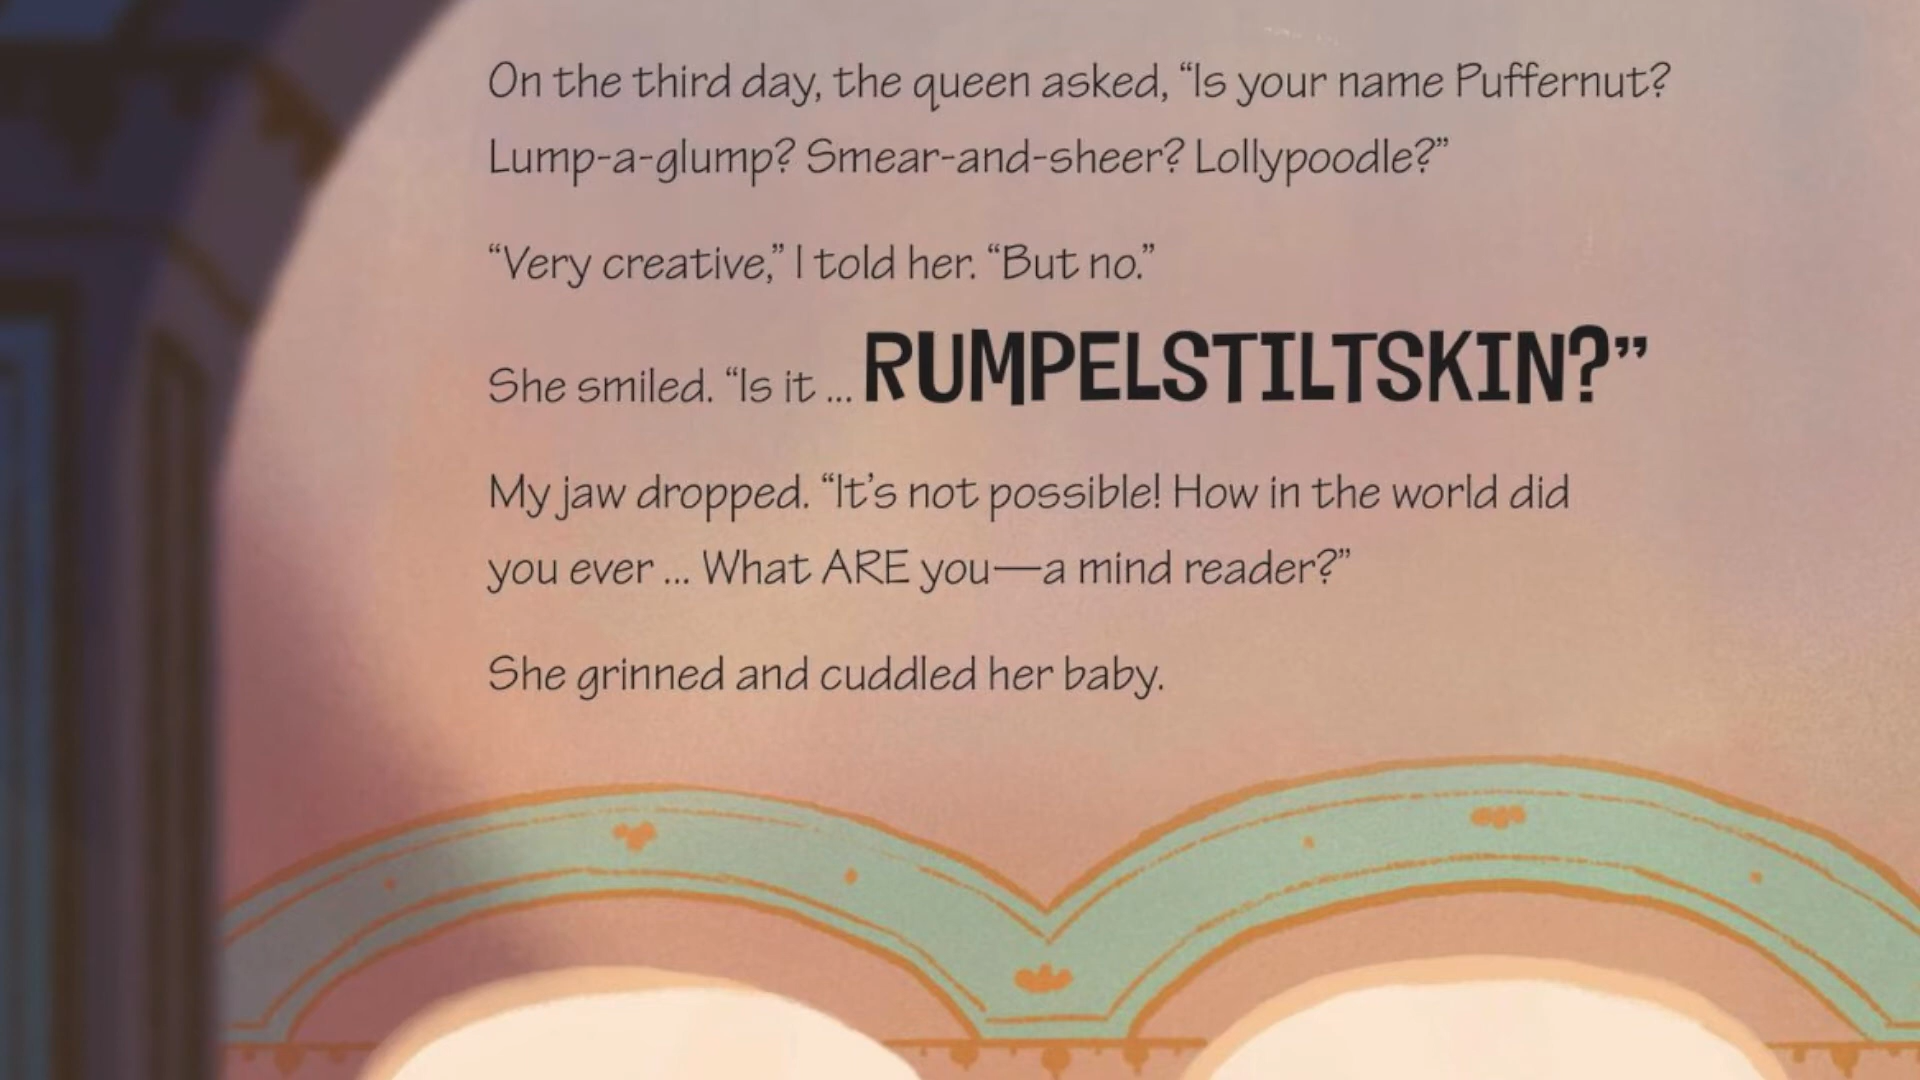 On the third day, the queen asked, “Is your name Puffernut?
Lump-a-glump? Smear-and-sheer? Lollypoodle?”
“Very creative,” I told her. “But no.”
She smiled. “Is it ... RUMPELSTILTSKIN?”
My jaw dropped. “It’s not possible! How in the world did
you ever ... What ARE you—a mind reader?”
She grinned and cuddled her baby.